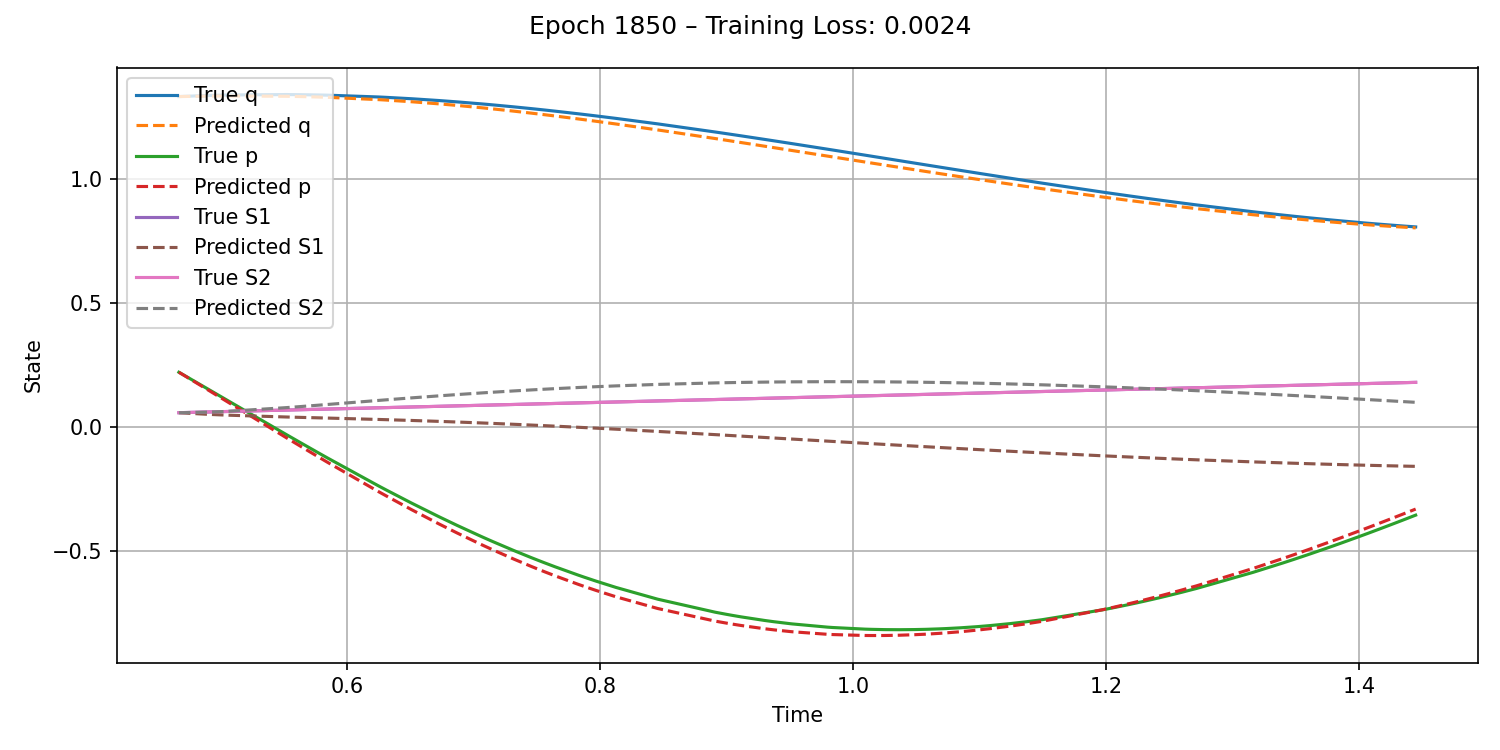 Epoch 1850 – Training Loss: 0.0024
True q
Predicted q
True p
Predicted p
True S1
Predicted S1
True S2
Predicted S2
State
1.0
0.5
0.0
−0.5
0.6
0.8
1.0
1.2
1.4
Time